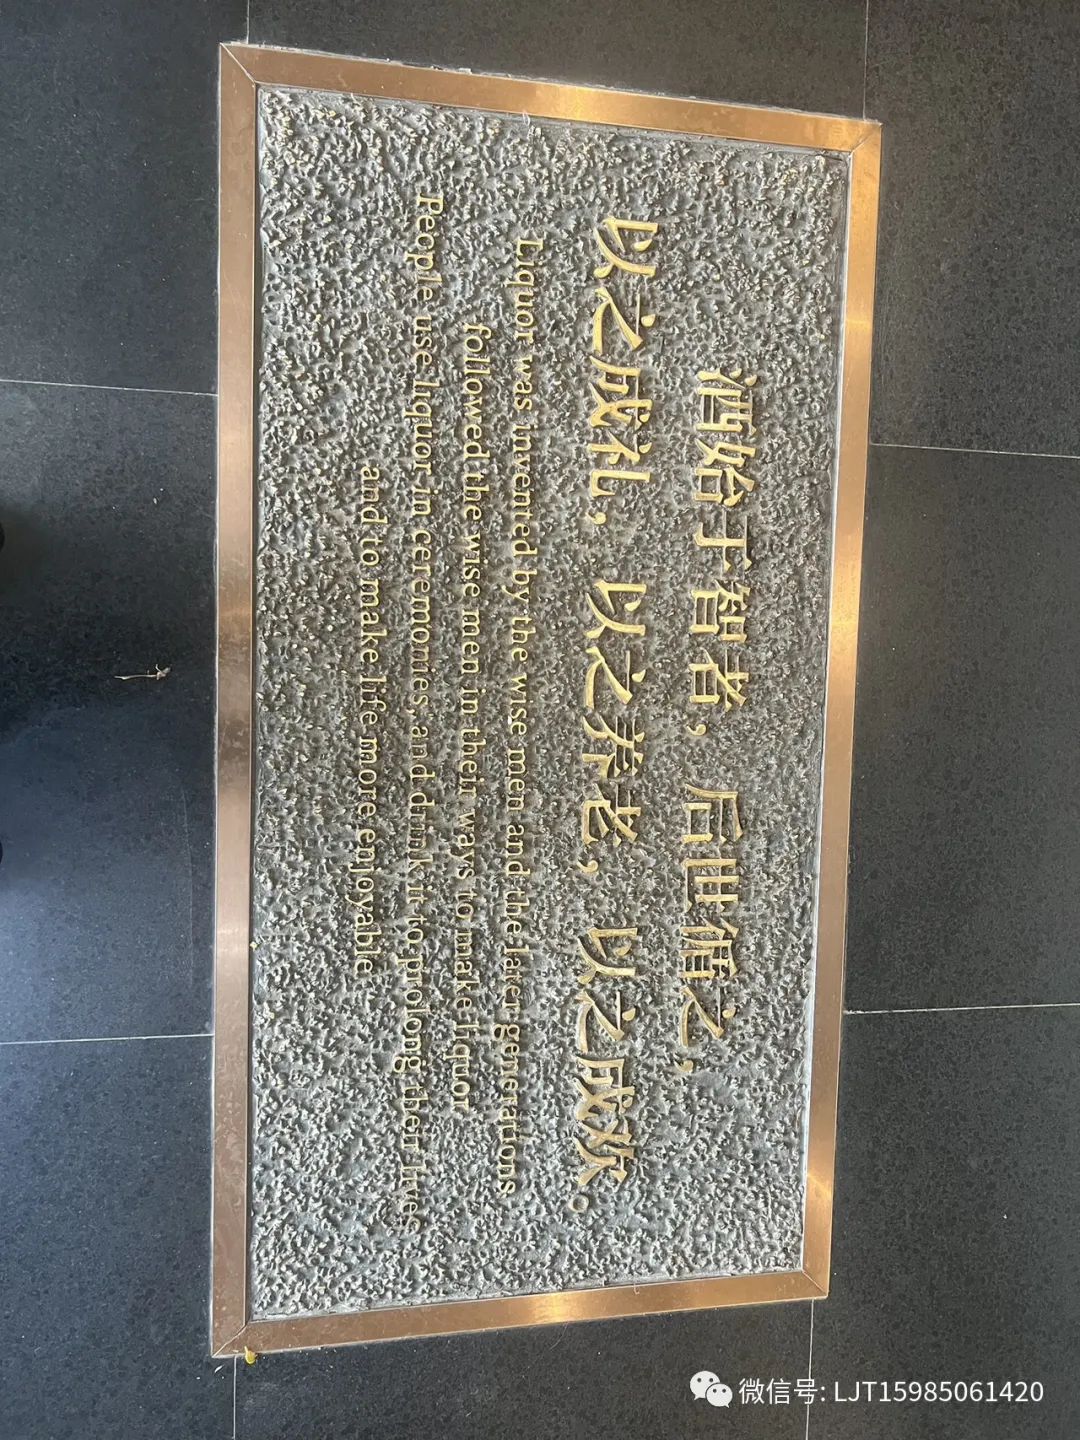 酒始于智者，后世循之，
以之成礼，以之养老，以之成欢。
Liquor was invented by the wise men and the later generations
followed the wise men in their ways to make liquor
People use liquor in ceremonies, and drink it to prolong their lives
and to make life more enjoyable
微信号: LJT15985061420